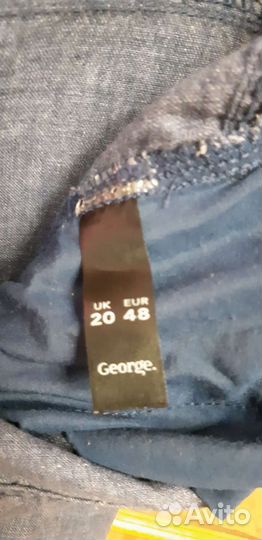 UK EUR
20 48
George.
Avito